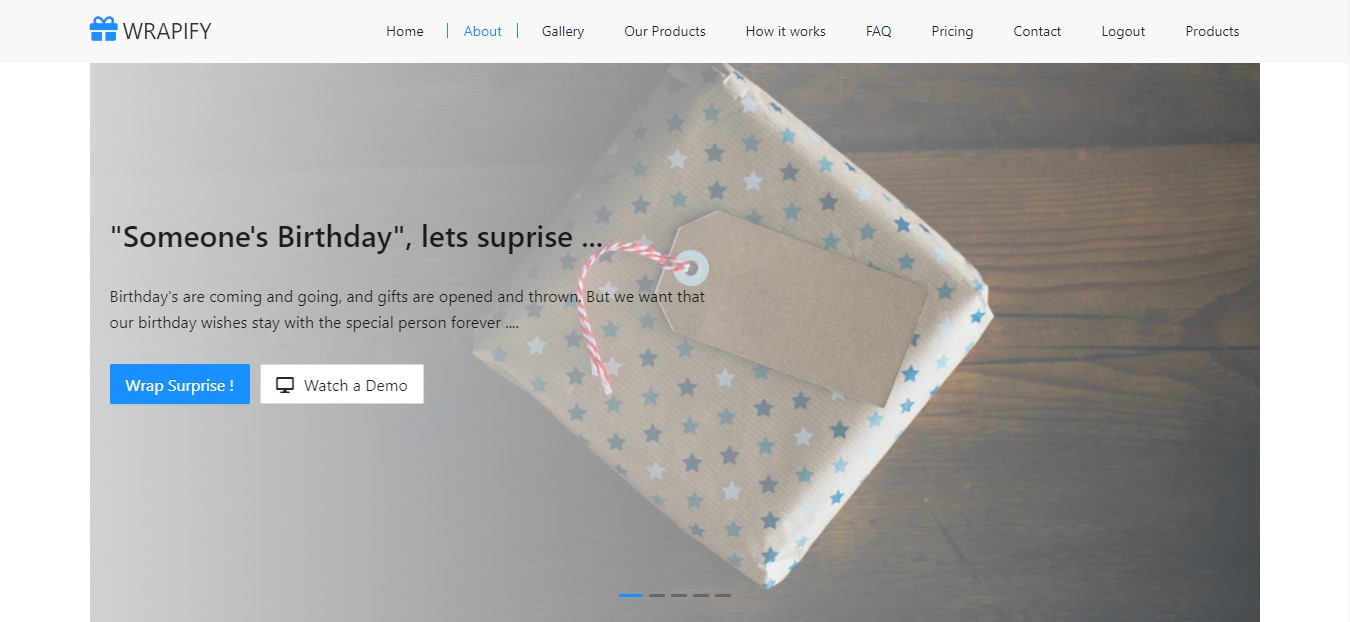 WRAPIFY
Home About Gallery Our Products How it works FAQ Pricing Contact Logout Products
"Someone's Birthday", lets suprise ...
Birthday's are coming and going, and gifts are opened and thrown. But we want that
our birthday wishes stay with the special person forever ....
Wrap Surprise ! Watch a Demo